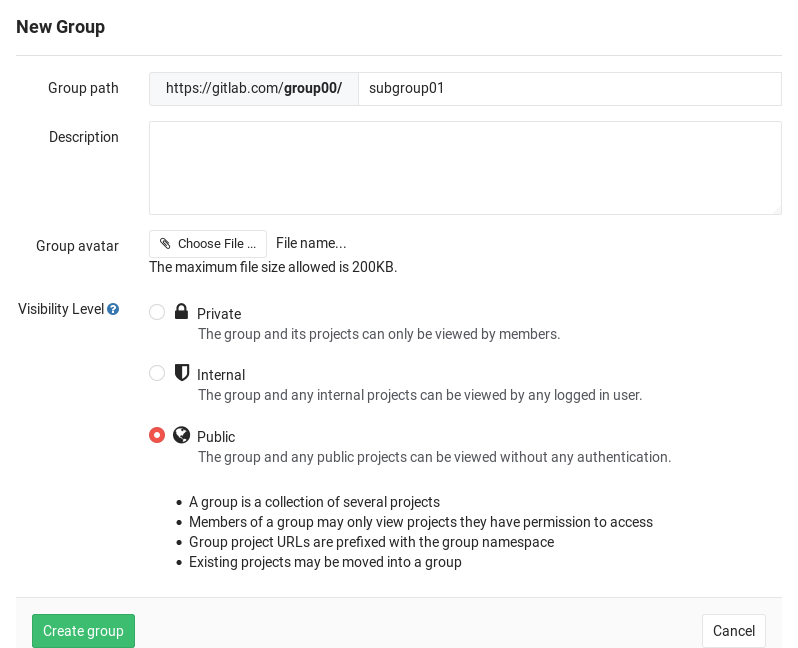 New Group
Group path https://gitlab.com/group00/ subgroup01
Description
Group avatar Choose File ... File name...
The maximum file size allowed is 200KB.
Visibility Level ? Private
The group and its projects can only be viewed by members.
Internal
The group and any internal projects can be viewed by any logged in user.
Public
The group and any public projects can be viewed without any authentication.
• A group is a collection of several projects
• Members of a group may only view projects they have permission to access
• Group project URLs are prefixed with the group namespace
• Existing projects may be moved into a group
Create group Cancel